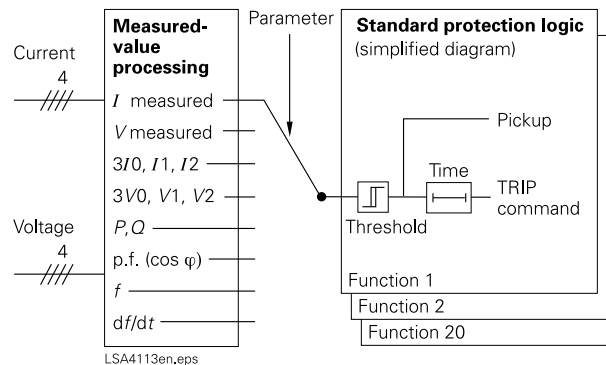 Measured-
value
processing
Parameter
Standard protection logic
(simplified diagram)
Current
4
I measured
V measured
3I0, I1, I2
3V0, V1, V2
P,Q
p.f. (cos φ)
f
df/dt
Voltage
4
Pickup
Time
TRIP
command
Threshold
Function 1
Function 2
Function 20
LSA4113en.eps